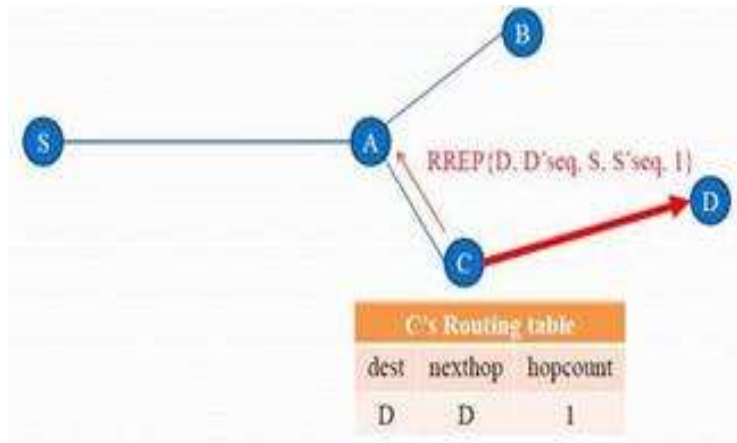 B
S
A
RREP{D, D'seq, S, S'seq, 1}
D
C
C's Routing table
dest nexthop hopcount
D D 1